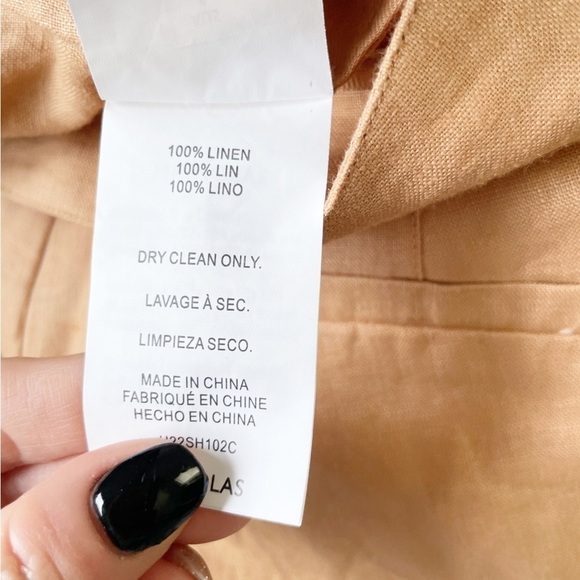 100% LINEN
100% LIN
100% LINO
DRY CLEAN ONLY.
LAVAGE À SEC.
LIMPIEZA SECO.
MADE IN CHINA
FABRIQUÉ EN CHINE
HECHO EN CHINA